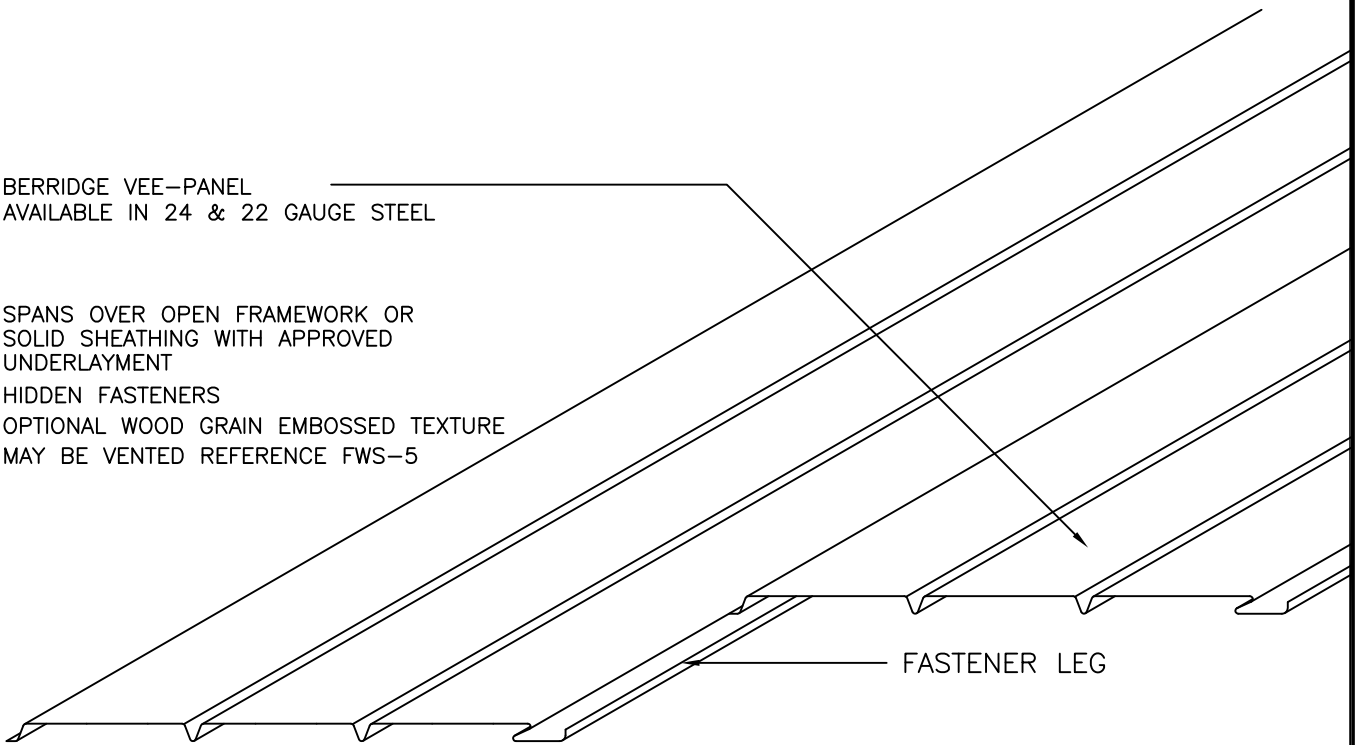 BERRIDGE VEE-PANEL
AVAILABLE IN 24 & 22 GAUGE STEEL
SPANS OVER OPEN FRAMEWORK OR
SOLID SHEATHING WITH APPROVED
UNDERLAYMENT
HIDDEN FASTENERS
OPTIONAL WOOD GRAIN EMBOSSED TEXTURE
MAY BE VENTED REFERENCE FWS-5
FASTENER LEG